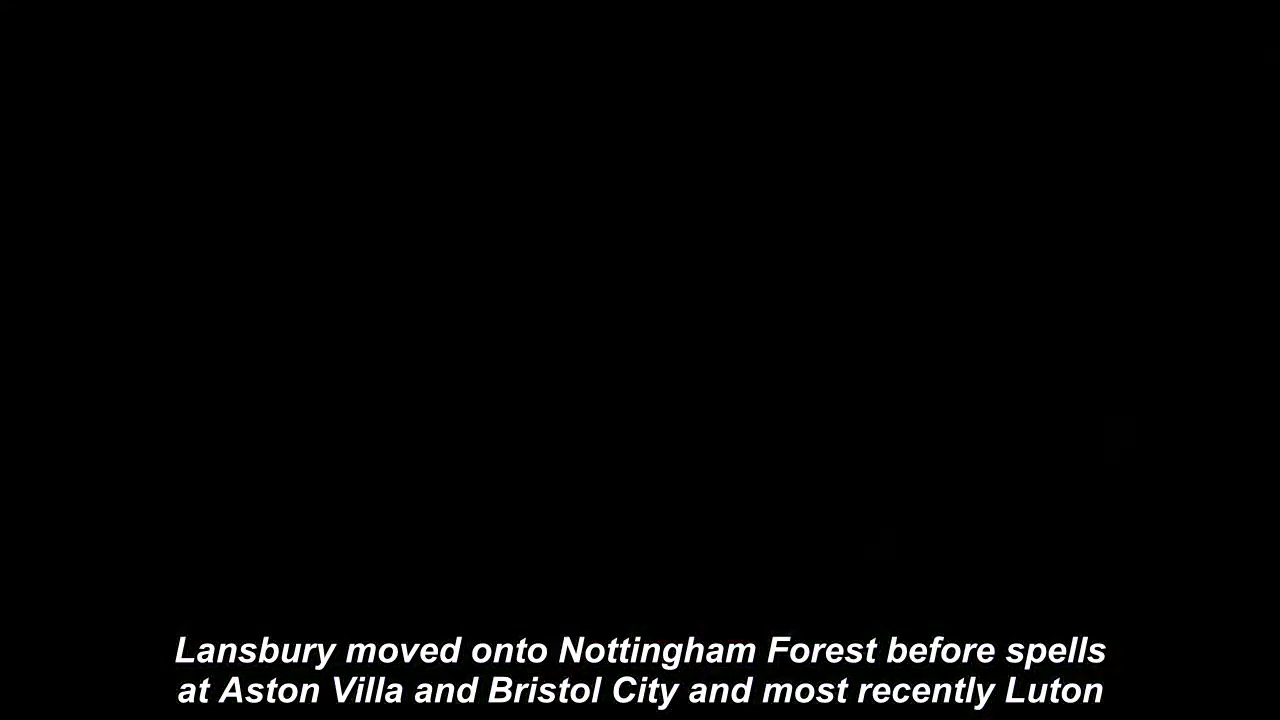 Lansbury moved onto Nottingham Forest before spells
at Aston Villa and Bristol City and most recently Luton